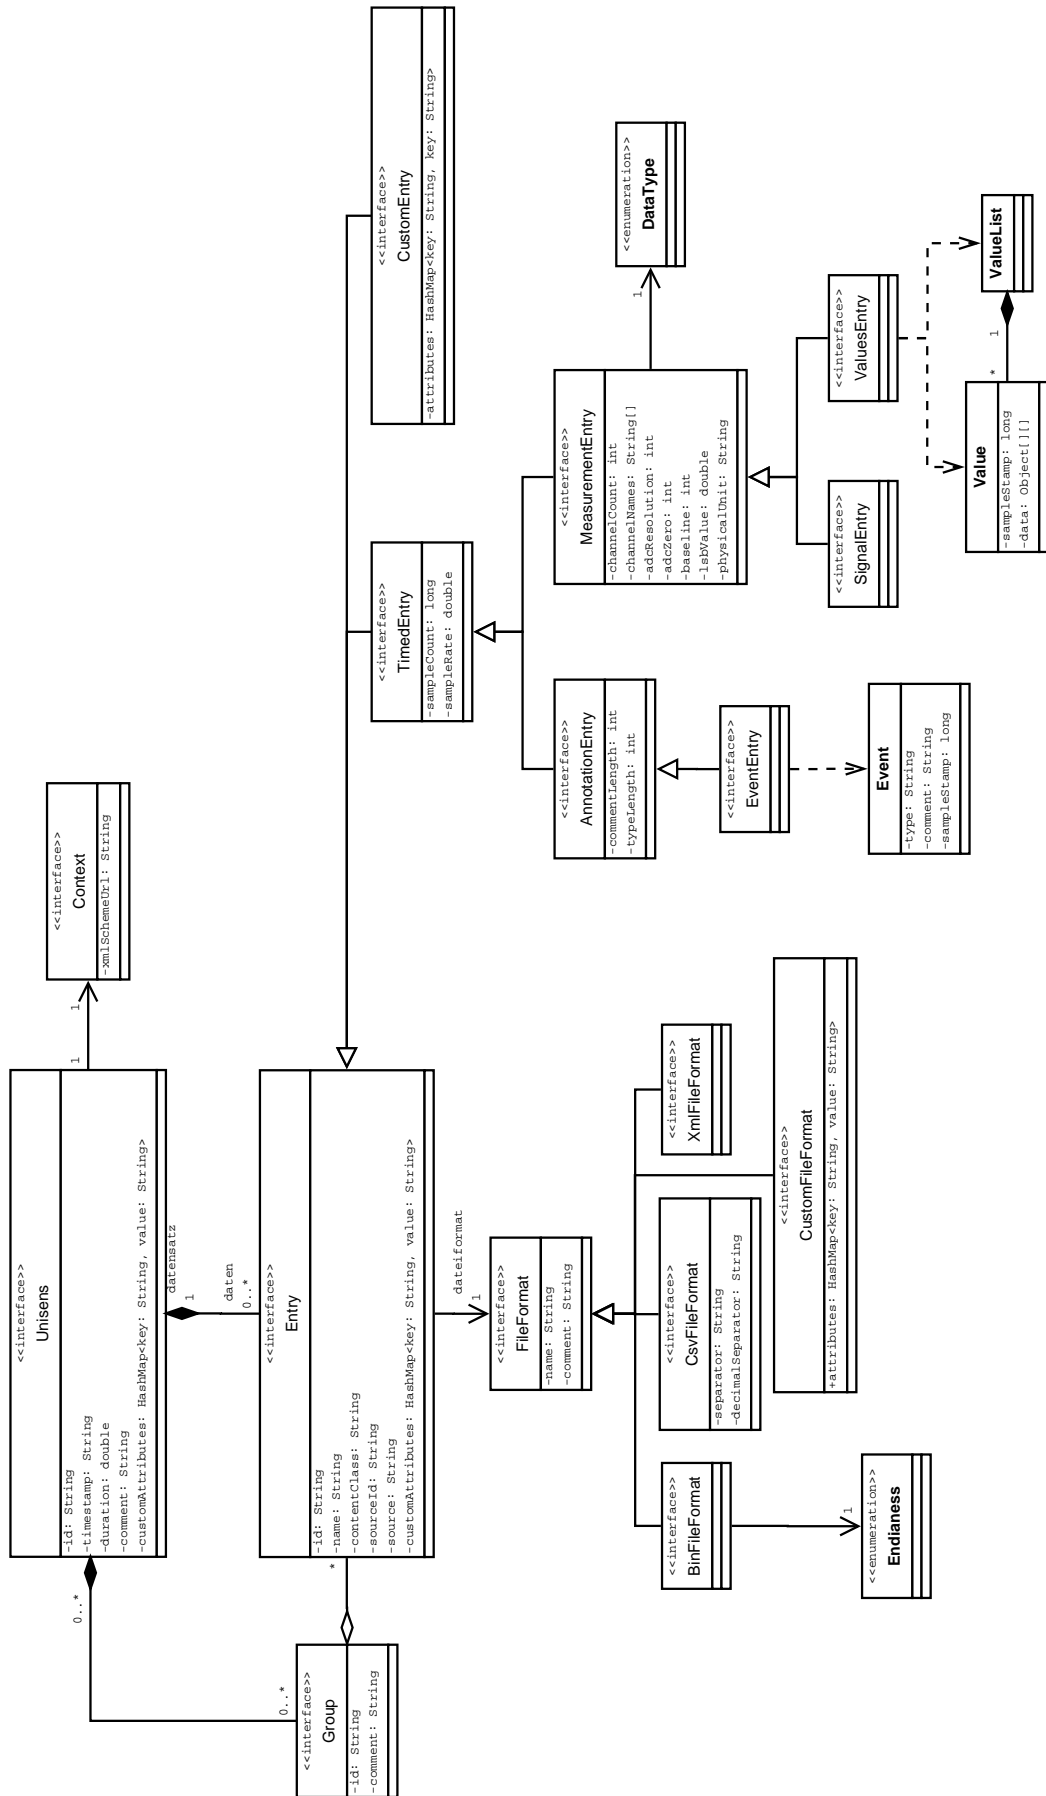 <<interface>>
Unisens
-id: String
-timestamp: String
-duration: double
-comment: String
-customAttributes: HashMap<key: String, value: String>
1
1
<<interface>>
Context
-xmlSchemeUrl: String
0..*
0..*
datensatz
1
daten
0..*
<<interface>>
Group
-id: String
-comment: String
*
<<interface>>
Entry
-id: String
-name: String
-contentClass: String
-sourceId: String
-source: String
-customAttributes: HashMap<key: String, value: String>
<<interface>>
CustomEntry
-attributes: HashMap<key: String, key: String>
<<interface>>
TimedEntry
-sampleCount: long
-sampleRate: double
dateiformat
1
<<interface>>
FileFormat
-name: String
-comment: String
<<interface>>
AnnotationEntry
-commentLength: int
-typeLength: int
<<interface>>
MeasurementEntry
-channelCount: int
-channelNames: String[]
-adcResolution: int
-adcZero: int
-baseline: int
-lsbValue: double
-physicalUnit: String
1
<<enumeration>>
DataType
<<interface>>
BinFileFormat
<<interface>>
CsvFileFormat
-separator: String
-decimalSeparator: String
<<interface>>
XmlFileFormat
<<interface>>
CustomFileFormat
+attributes: HashMap<key: String, value: String>
<<interface>>
EventEntry
<<interface>>
SignalEntry
<<interface>>
ValuesEntry
1
<<enumeration>>
Endianess
Event
-type: String
-comment: String
-sampleStamp: long
Value
-sampleStamp: long
-data: Object[][]
*
1
ValueList